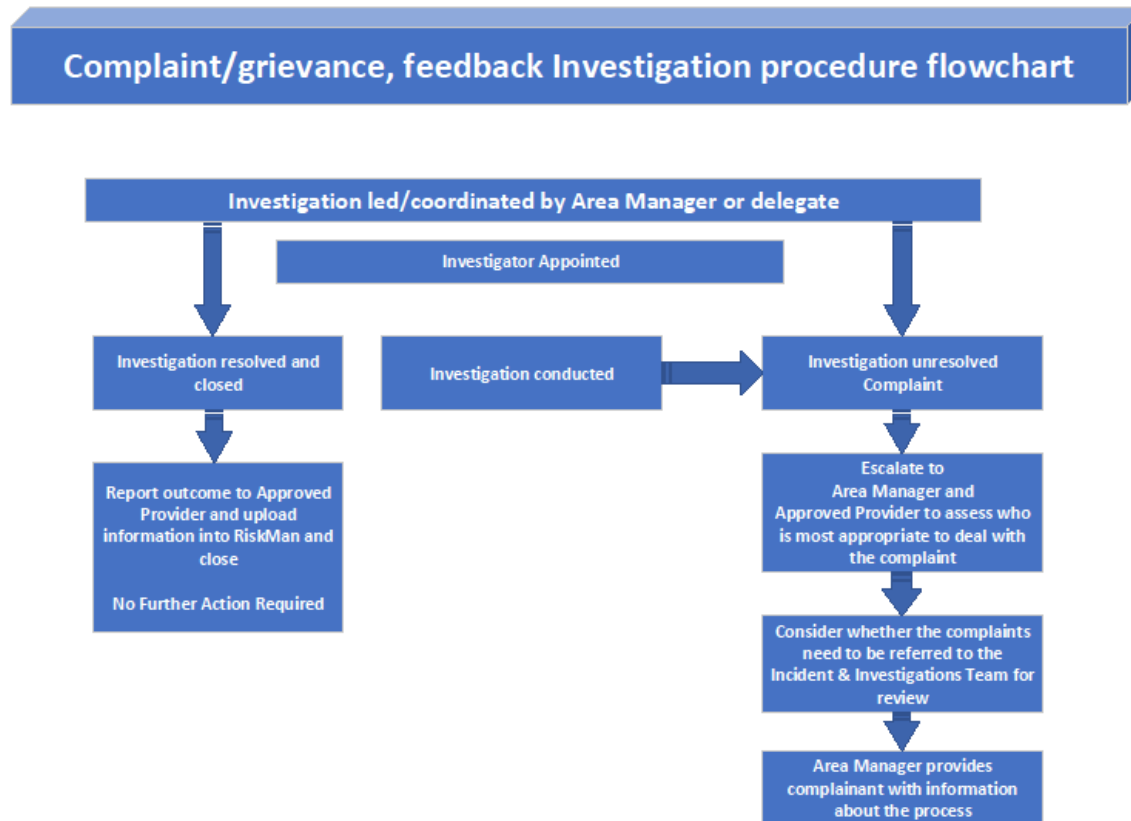 Complaint/grievance, feedback Investigation procedure flowchart
Investigation led/coordinated by Area Manager or delegate
Investigator Appointed
Investigation resolved and
closed
Investigation conducted
Investigation unresolved
Complaint
Report outcome to Approved
Provider and upload
information into RiskMan and
close
No Further Action Required
Escalate to
Area Manager and
Approved Provider to assess who
is most appropriate to deal with
the complaint
Consider whether the complaints
need to be referred to the
Incident & Investigations Team for
review
Area Manager provides
complainant with information
about the process